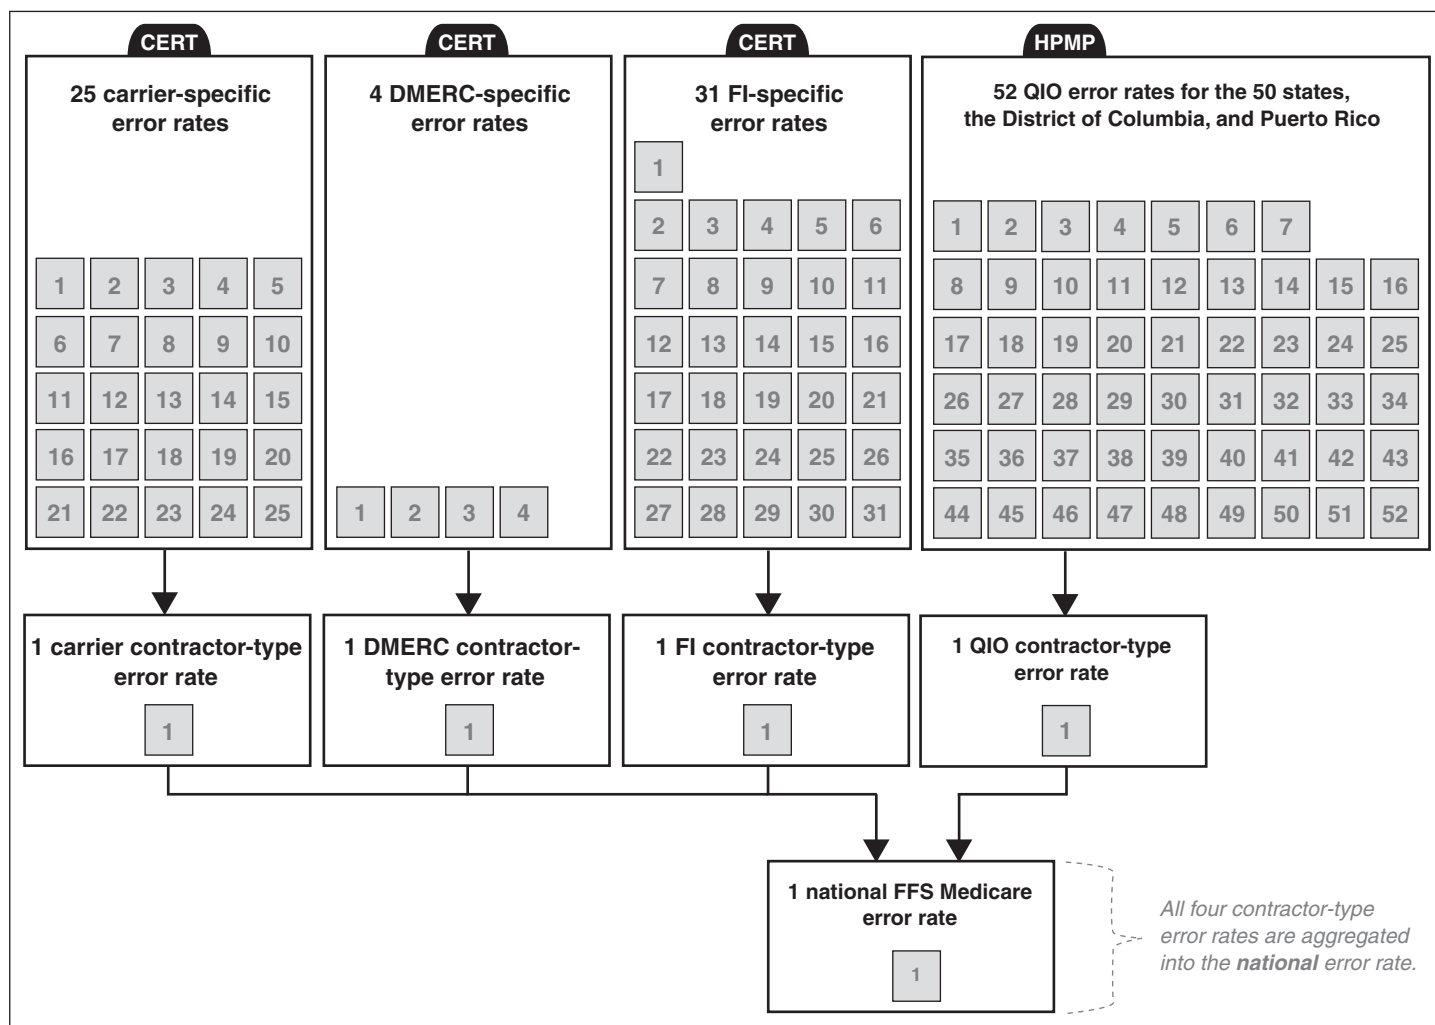 CERT
25 carrier-specific
error rates
1 2 3 4 5
6 7 8 9 10
11 12 13 14 15
16 17 18 19 20
21 22 23 24 25
CERT
4 DMERC-specific
error rates
1 2 3 4
CERT
31 FI-specific
error rates
1
2 3 4 5 6
7 8 9 10 11
12 13 14 15 16
17 18 19 20 21
22 23 24 25 26
27 28 29 30 31
HPMP
52 QIO error rates for the 50 states,
the District of Columbia, and Puerto Rico
1 2 3 4 5 6 7
8 9 10 11 12 13 14 15 16
17 18 19 20 21 22 23 24 25
26 27 28 29 30 31 32 33 34
35 36 37 38 39 40 41 42 43
44 45 46 47 48 49 50 51 52
1 carrier contractor-type
error rate
1
1 DMERC contractor-
type error rate
1
1 FI contractor-type
error rate
1
1 QIO contractor-type
error rate
1
1 national FFS Medicare
error rate
1
All four contractor-type
error rates are aggregated
into the national error rate.